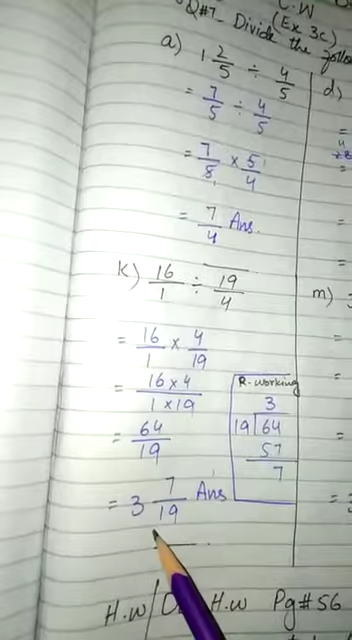 C.W
(Ex 3c)
Q#7- Divide the
a) 1 2/5 ÷ 4/5
= 7/5 ÷ 4/5
= 7/5 × 5/4
= 7/4 Ans.
k) 16/1 ÷ 19/4
= 16/1 × 4/19
= 16×4/1×19
= 64/19
= 3 7/19 Ans
R-working
3
19 64
57
7
d)
m)
H.w/ H.w Pg#56